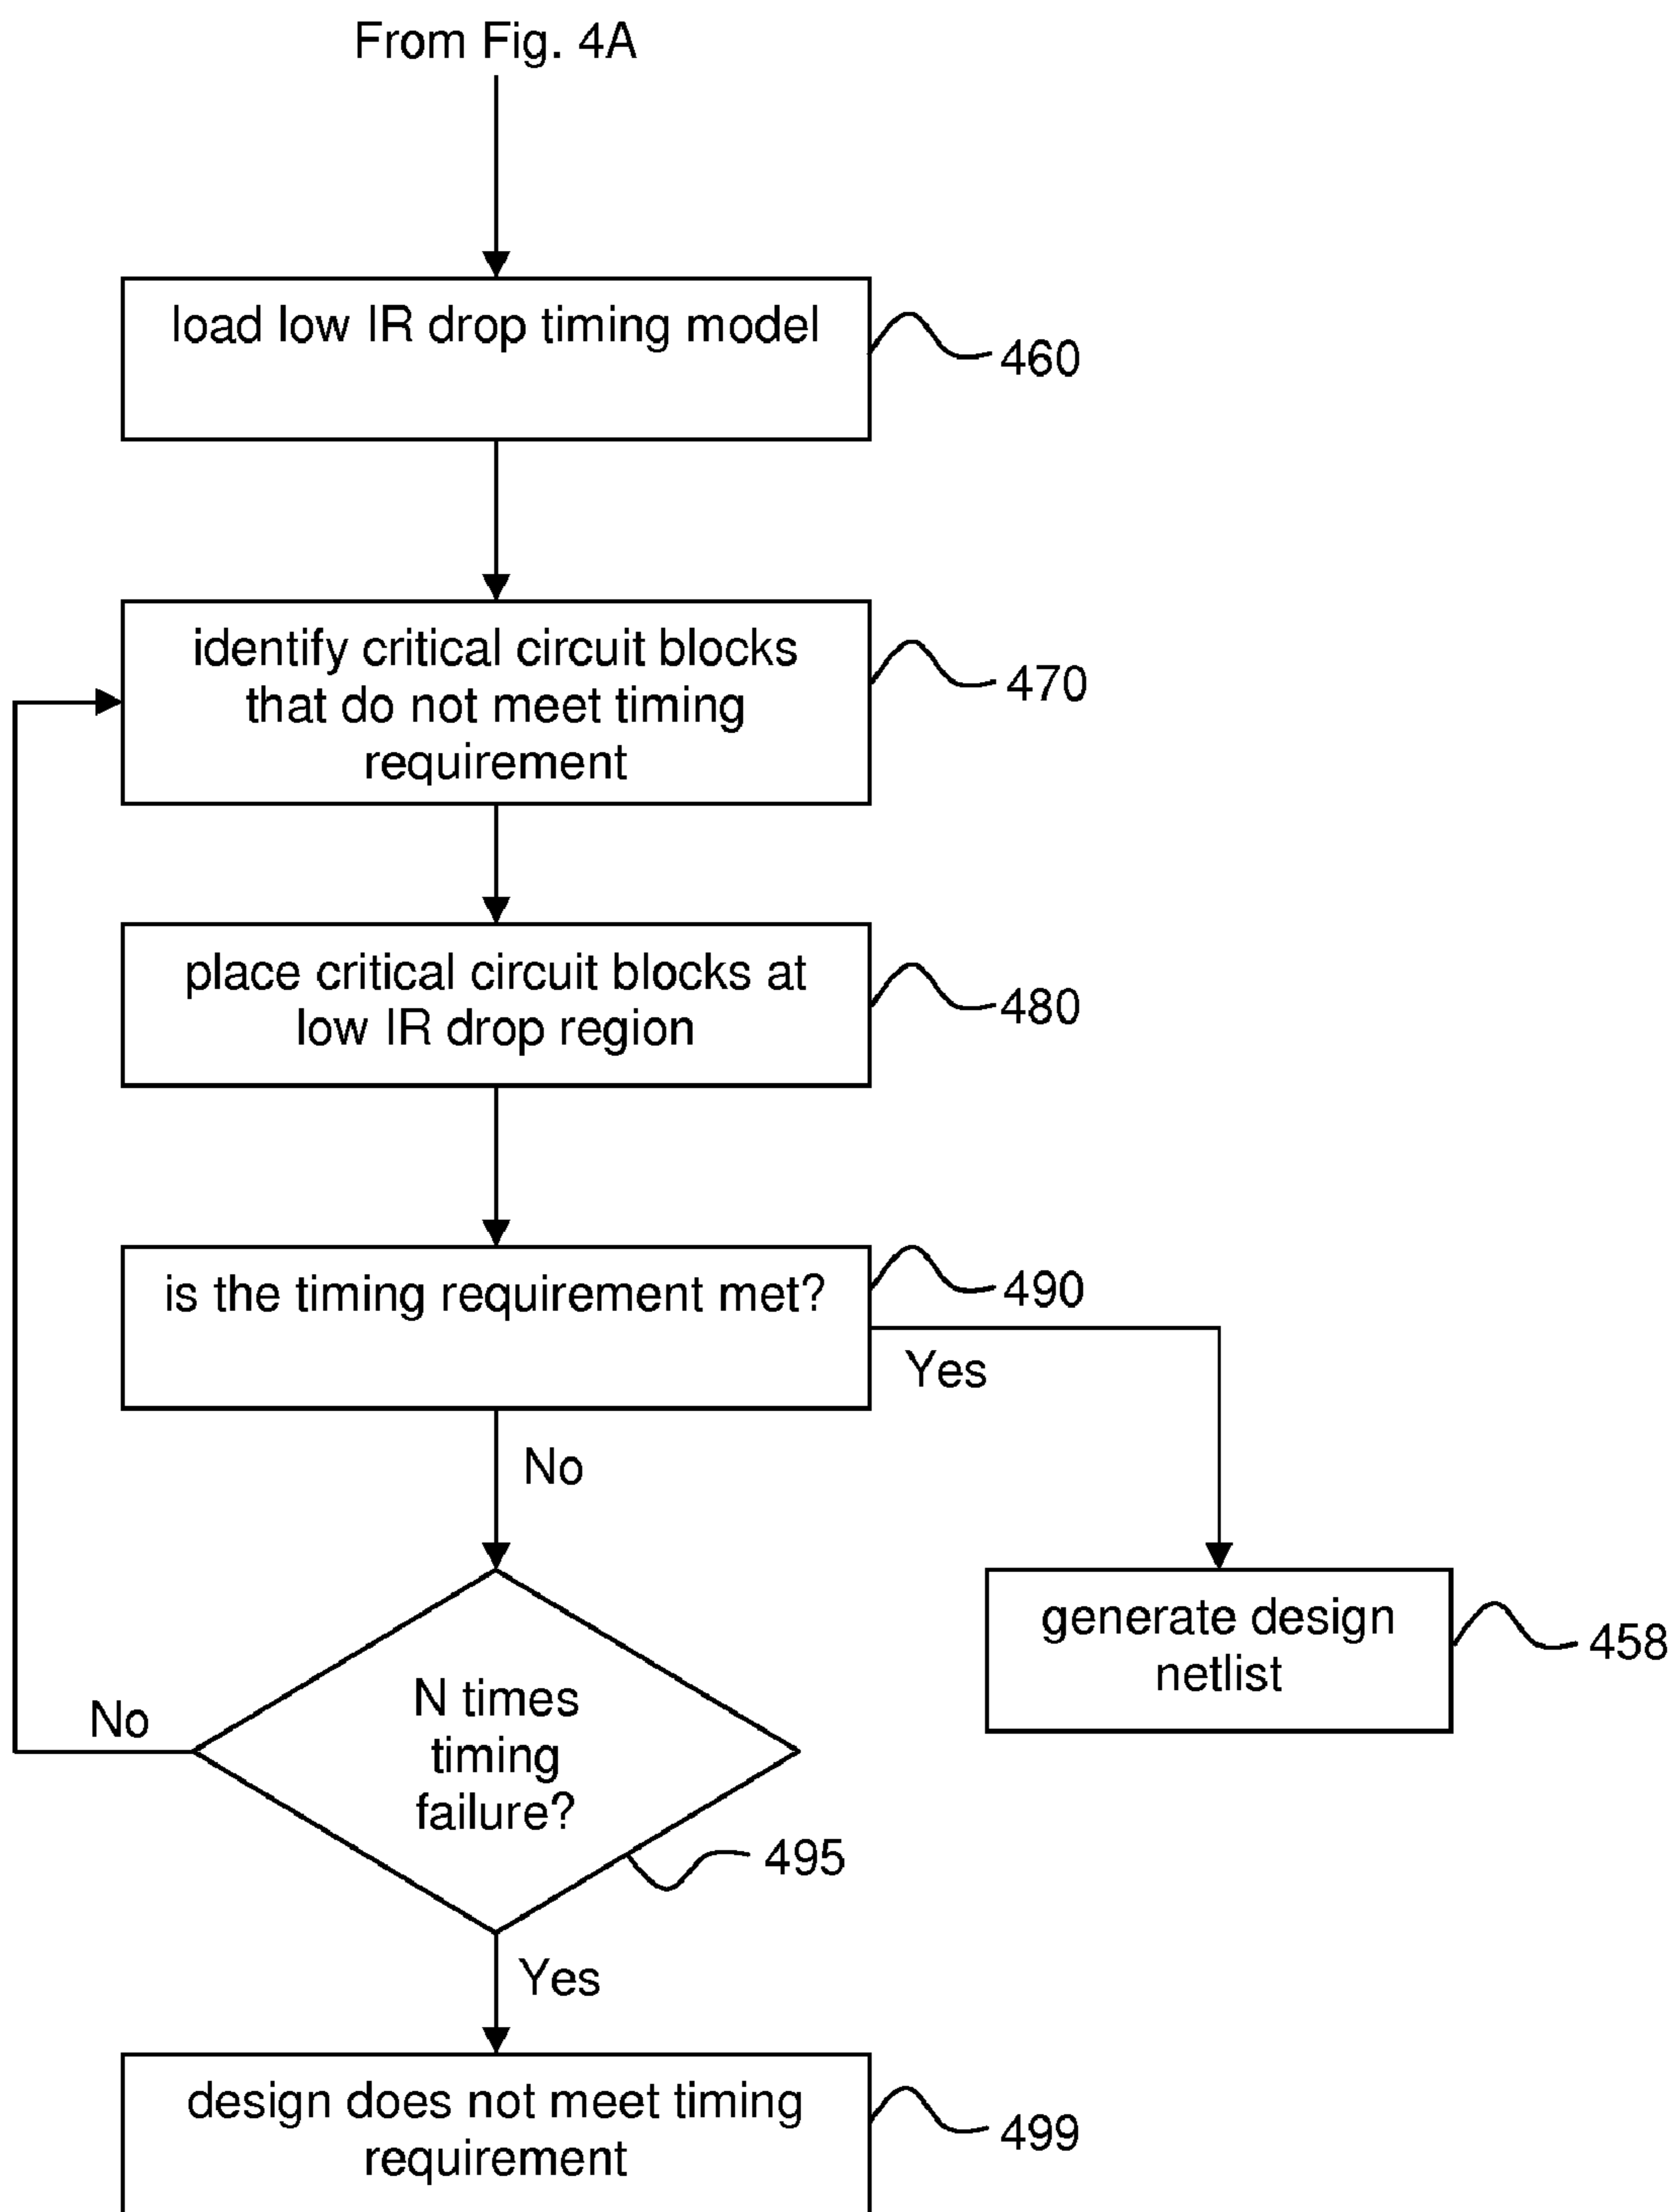 From Fig. 4A
load low IR drop timing model
460
identify critical circuit blocks
that do not meet timing
requirement
470
place critical circuit blocks at
low IR drop region
480
is the timing requirement met?
490
Yes
No
generate design
netlist
458
N times
timing
failure?
No
495
Yes
design does not meet timing
requirement
499